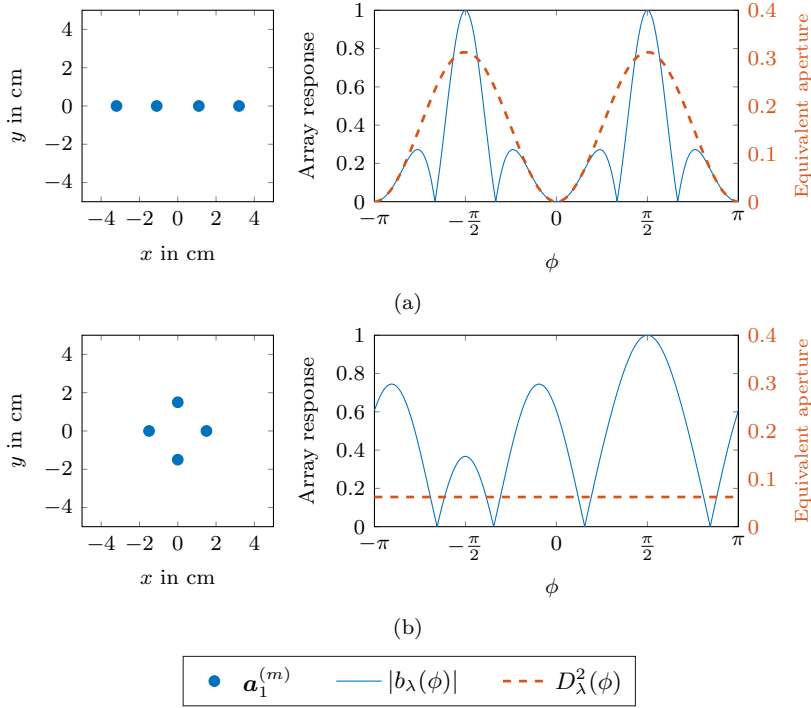 4
2
0
−2
−4
y in cm
−4 −2 0 2 4
x in cm
1
0.8
0.6
0.4
0.2
0
Array response
−π −π/2 0 π/2 π
ϕ
0.4
0.3
0.2
0.1
0
Equivalent aperture
(a)
4
2
0
−2
−4
y in cm
−4 −2 0 2 4
x in cm
1
0.8
0.6
0.4
0.2
0
Array response
−π −π/2 0 π/2 π
ϕ
0.4
0.3
0.2
0.1
0
Equivalent aperture
(b)
a₁⁽ᵐ⁾ |b_λ(ϕ)| D²_λ(ϕ)